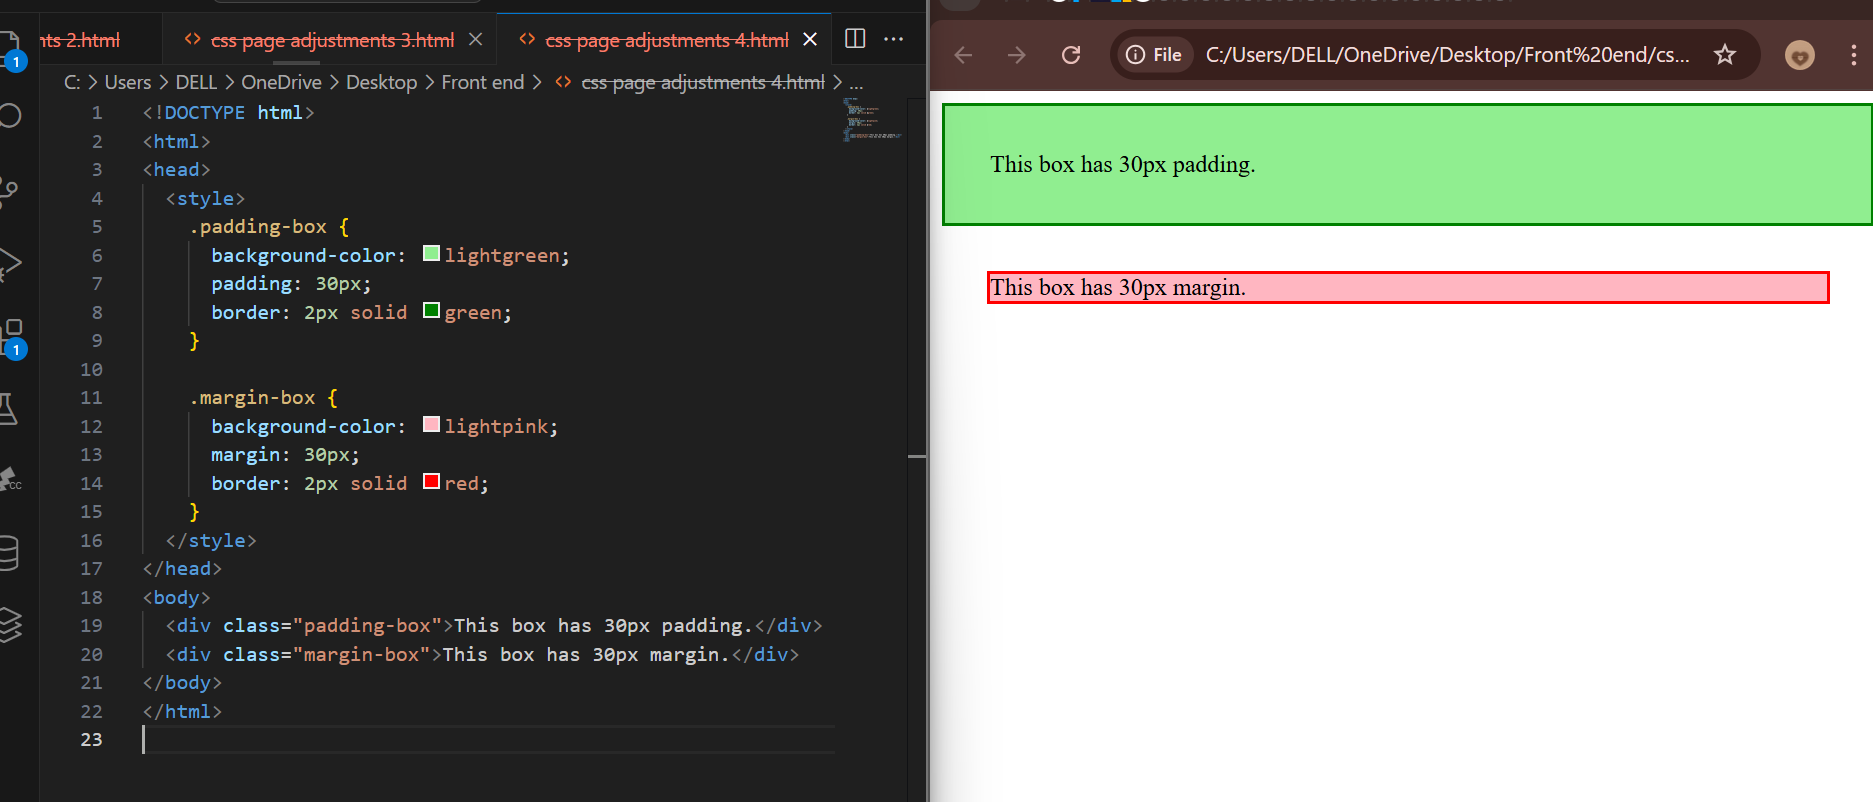 nts 2.html
css page adjustments 3.html
css page adjustments 4.html
C: > Users > DELL > OneDrive > Desktop > Front end > css page adjustments 4.html > ...
1 <!DOCTYPE html>
2 <html>
3 <head>
4 <style>
5 .padding-box {
6 background-color: lightgreen;
7 padding: 30px;
8 border: 2px solid green;
9 }
10
11 .margin-box {
12 background-color: lightpink;
13 margin: 30px;
14 border: 2px solid red;
15 }
16 </style>
17 </head>
18 <body>
19 <div class="padding-box">This box has 30px padding.</div>
20 <div class="margin-box">This box has 30px margin.</div>
21 </body>
22 </html>
23
1
1
CC
File
C:/Users/DELL/OneDrive/Desktop/Front%20end/cs...
This box has 30px padding.
This box has 30px margin.